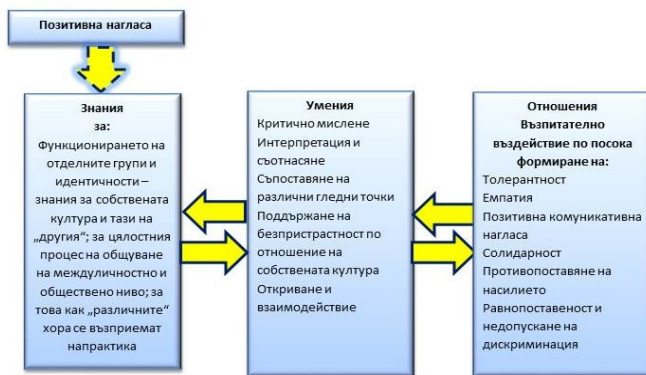 Позитивна нагласа
Знания
за:
Функционирането на
отделните групи и
идентичности –
знания за собствената
култура и тази на
„другия“; за цялостния
процес на общуване
на междуличностно и
обществено ниво; за
това как „различните“
хора се възприемат
напрактика
Умения
Критично мислене
Интерпретация и
съотнасяне
Съпоставяне на
различни гледни точки
Поддържане на
безпристрастност по
отношение на
собствената култура
Откриване и
взаимодействие
Отношения
Възпитателно
въздействие по посока
формиране на:
Толерантност
Емпатия
Позитивна комуникативна
нагласа
Солидарност
Противопоставяне на
насилието
Равнопоставеност и
недопускане на
дискриминация